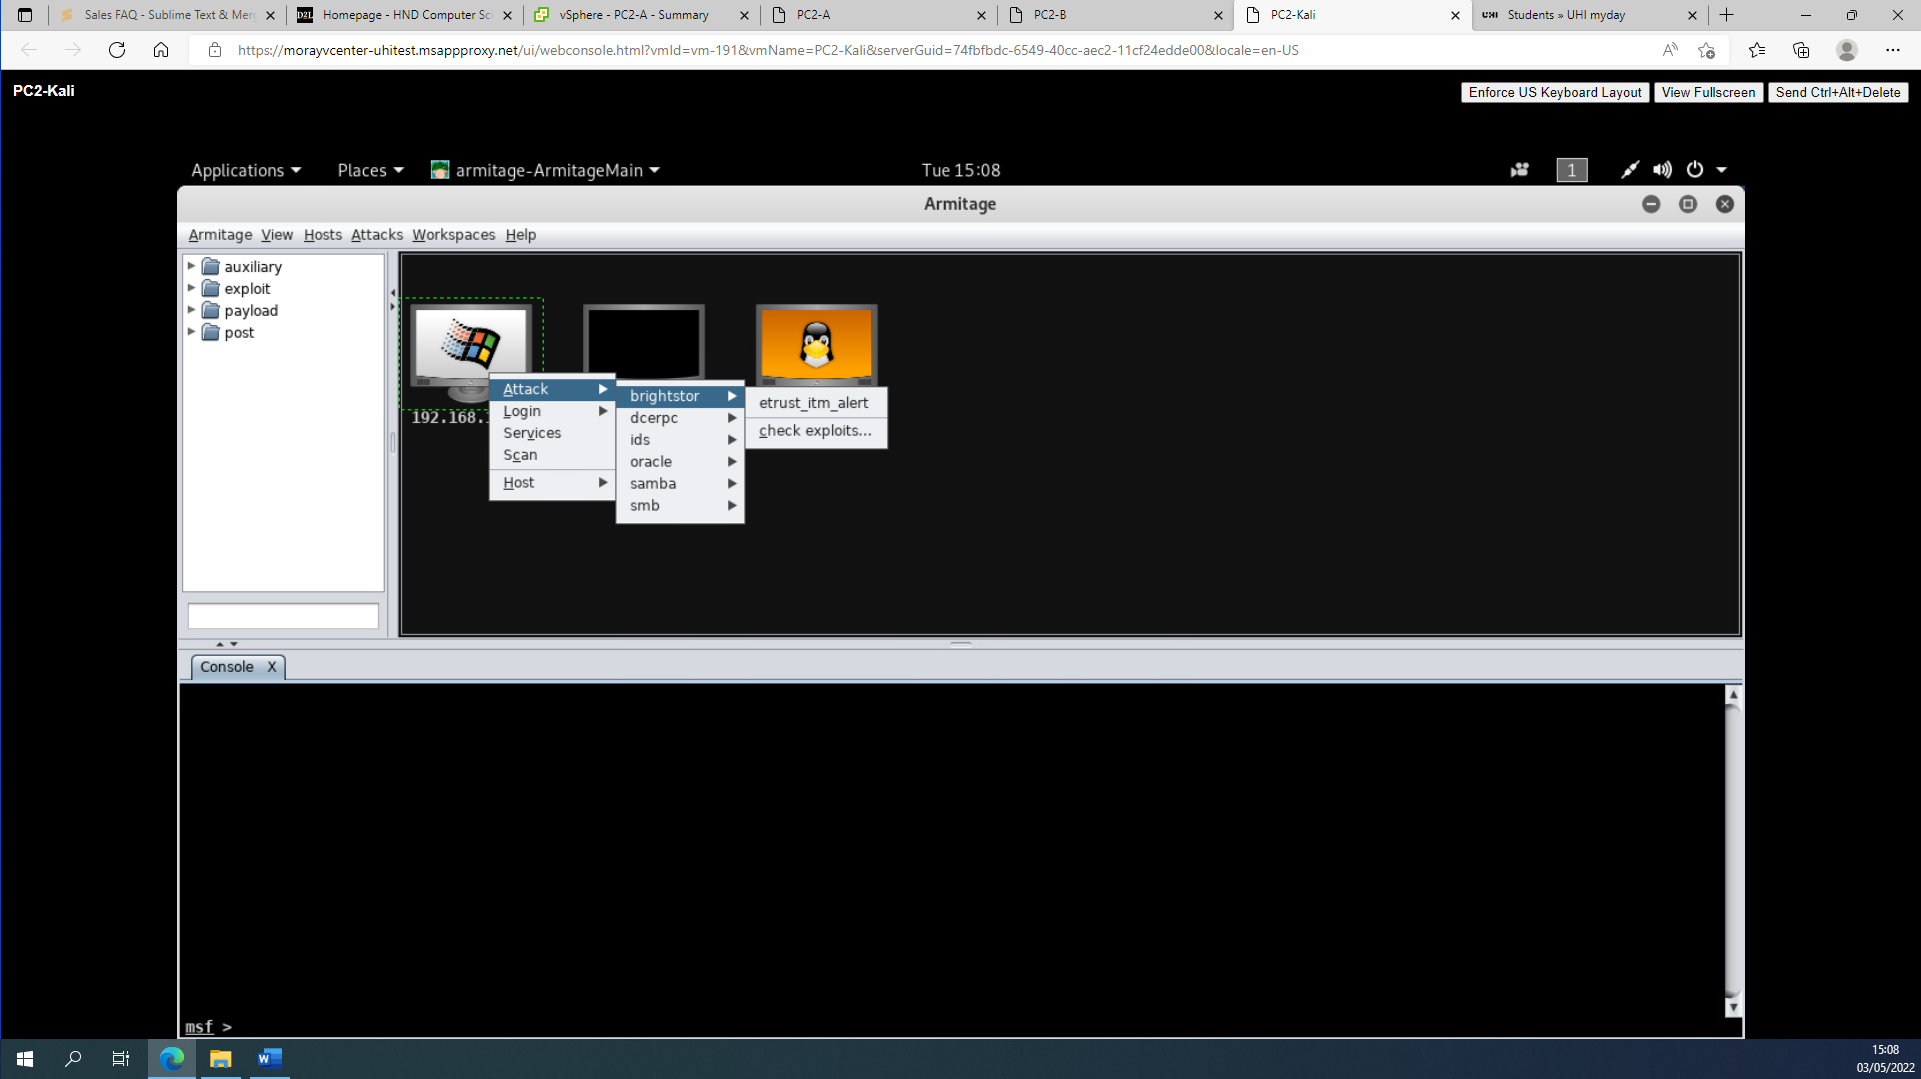 Sales FAQ - Sublime Text & Mer
D2L
Homepage - HND Computer Sc
vSphere - PC2-A - Summary
PC2-A
PC2-B
PC2-Kali
UHI
Students » UHI myday
https://morayvcenter-uhitest.msappproxy.net/ui/webconsole.html?vmId=vm-191&vmName=PC2-Kali&serverGuid=74fbfbdc-6549-40cc-aec2-11cf24edde00&locale=en-US
PC2-Kali
Enforce US Keyboard Layout
View Fullscreen
Send Ctrl+Alt+Delete
Applications
Places
armitage-ArmitageMain
Tue 15:08
1
Armitage
Armitage View Hosts Attacks Workspaces Help
auxiliary
exploit
payload
post
192.168.
Attack
Login
Services
Scan
Host
brightstor
dcerpc
ids
oracle
samba
smb
etrust_itm_alert
check exploits...
Console X
msf >
15:08
03/05/2022